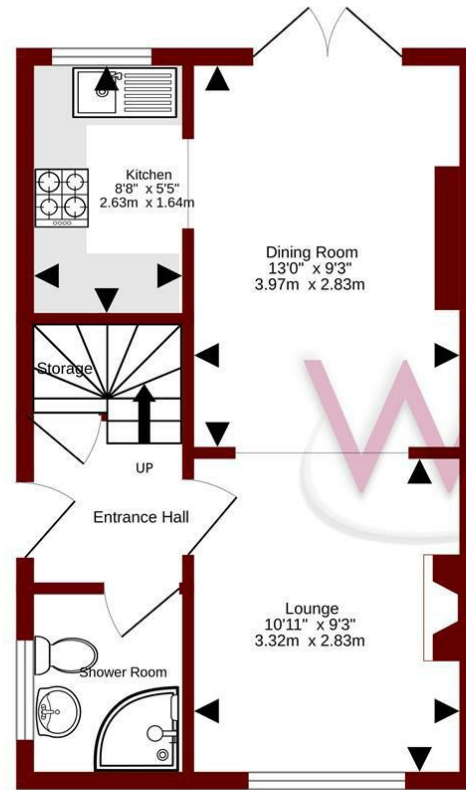 Kitchen
8'8" x 5'5"
2.63m x 1.64m
Dining Room
13'0" x 9'3"
3.97m x 2.83m
Storage
UP
Entrance Hall
Lounge
10'11" x 9'3"
3.32m x 2.83m
Shower Room
W